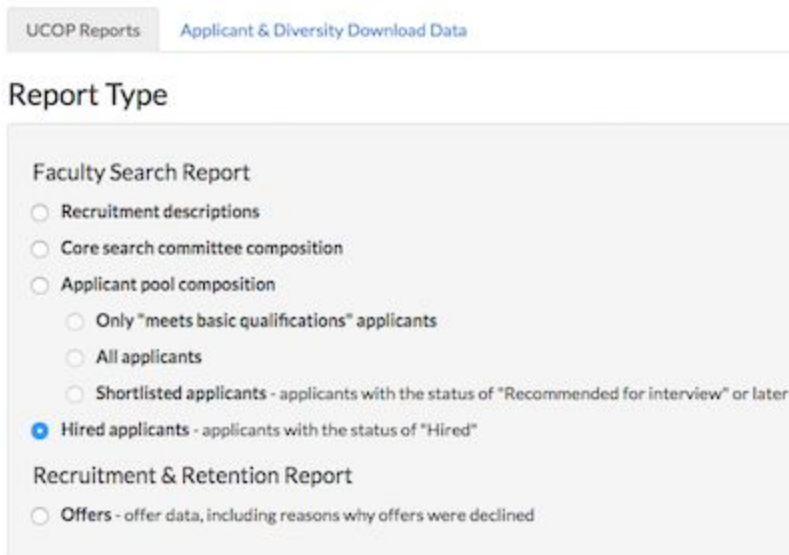 UCOP Reports Applicant & Diversity Download Data
Report Type
Faculty Search Report
Recruitment descriptions
Core search committee composition
Applicant pool composition
Only "meets basic qualifications" applicants
All applicants
Shortlisted applicants - applicants with the status of "Recommended for interview" or later
Hired applicants - applicants with the status of "Hired"
Recruitment & Retention Report
Offers - offer data, including reasons why offers were declined